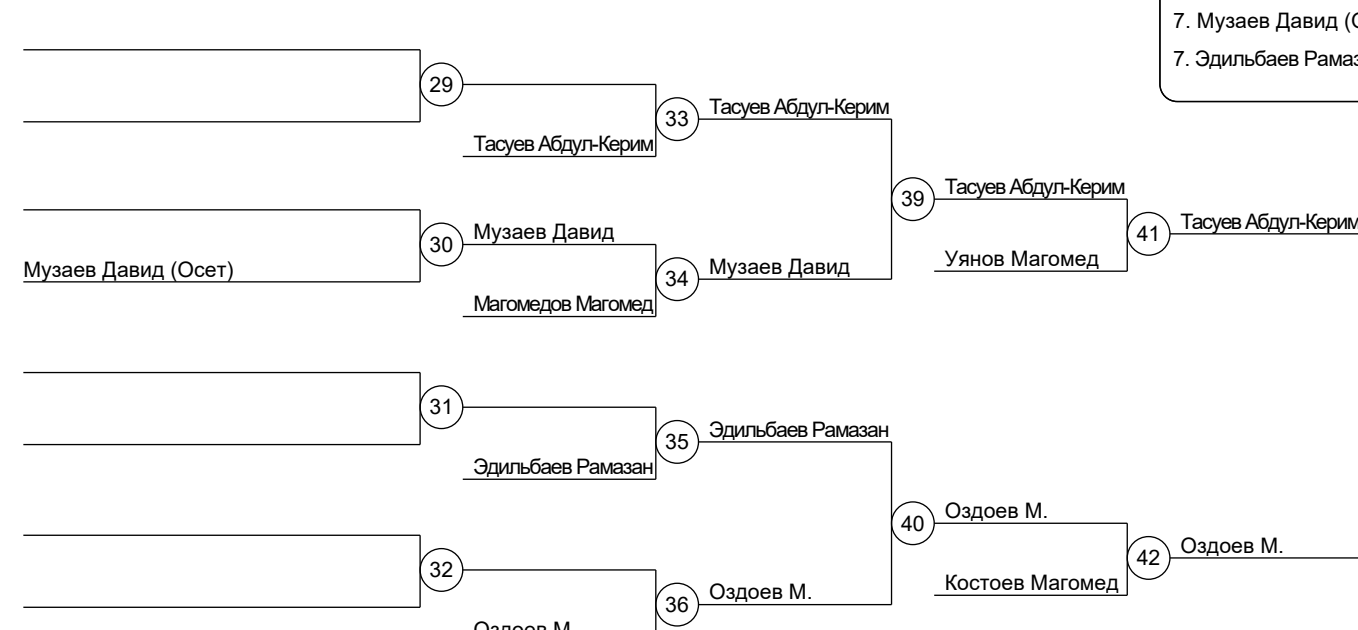 7. Музаев Давид
7. Эдильбаев
29
33
Тасуев Абдул-Керим
Тасуев Абдул-Керим
39
Тасуев Абдул-Керим
41
Тасуев Абдул-Керим
30
Музаев Давид
Уянов Магомед
Музаев Давид (Осет)
34
Музаев Давид
Магомедов Магомед
31
35
Эдильбаев Рамазан
Эдильбаев Рамазан
40
Оздоев М.
42
Оздоев М.
32
Костоев Магомед
36
Оздоев М.
Оздоев М.